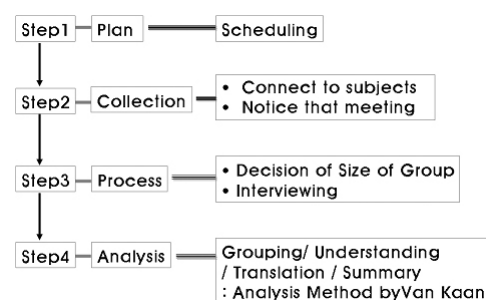 Step1 Plan Scheduling
Step2 Collection • Connect to subjects
• Notice that meeting
Step3 Process • Decision of Size of Group
• Interviewing
Step4 Analysis Grouping/ Understanding
/ Translation / Summary
: Analysis Method byVan Kaan